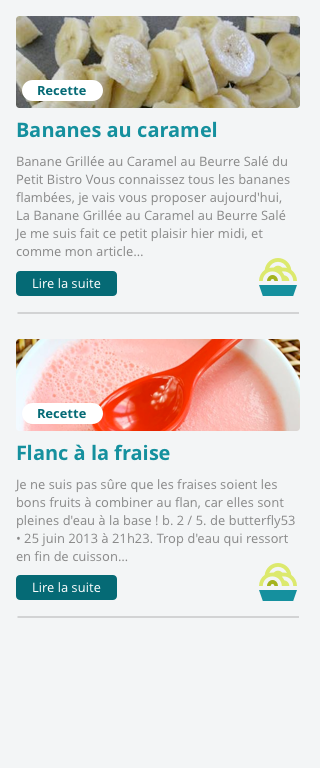 Recette
Bananes au caramel
Banane Grillée au Caramel au Beurre Salé du
Petit Bistro Vous connaissez tous les bananes
flambées, je vais vous proposer aujourd'hui,
La Banane Grillée au Caramel au Beurre Salé
Je me suis fait ce petit plaisir hier midi, et
comme mon article...
Lire la suite
Recette
Flanc à la fraise
Je ne suis pas sûre que les fraises soient les
bons fruits à combiner au flan, car elles sont
pleines d'eau à la base ! b. 2 / 5. de butterfly53
• 25 juin 2013 à 21h23. Trop d'eau qui ressort
en fin de cuisson...
Lire la suite